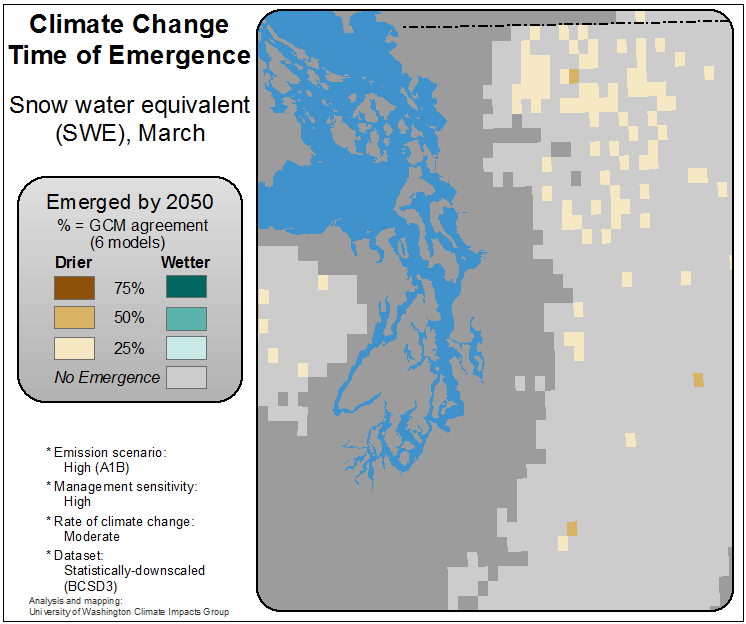 Climate Change
Time of Emergence
Snow water equivalent
(SWE), March
Emerged by 2050
% = GCM agreement
(6 models)
Drier Wetter
75%
50%
25%
No Emergence
* Emission scenario:
High (A1B)
* Management sensitivity:
High
* Rate of climate change:
Moderate
* Dataset:
Statistically-downscaled
(BCSD3)
Analysis and mapping:
University of Washington Climate Impacts Group